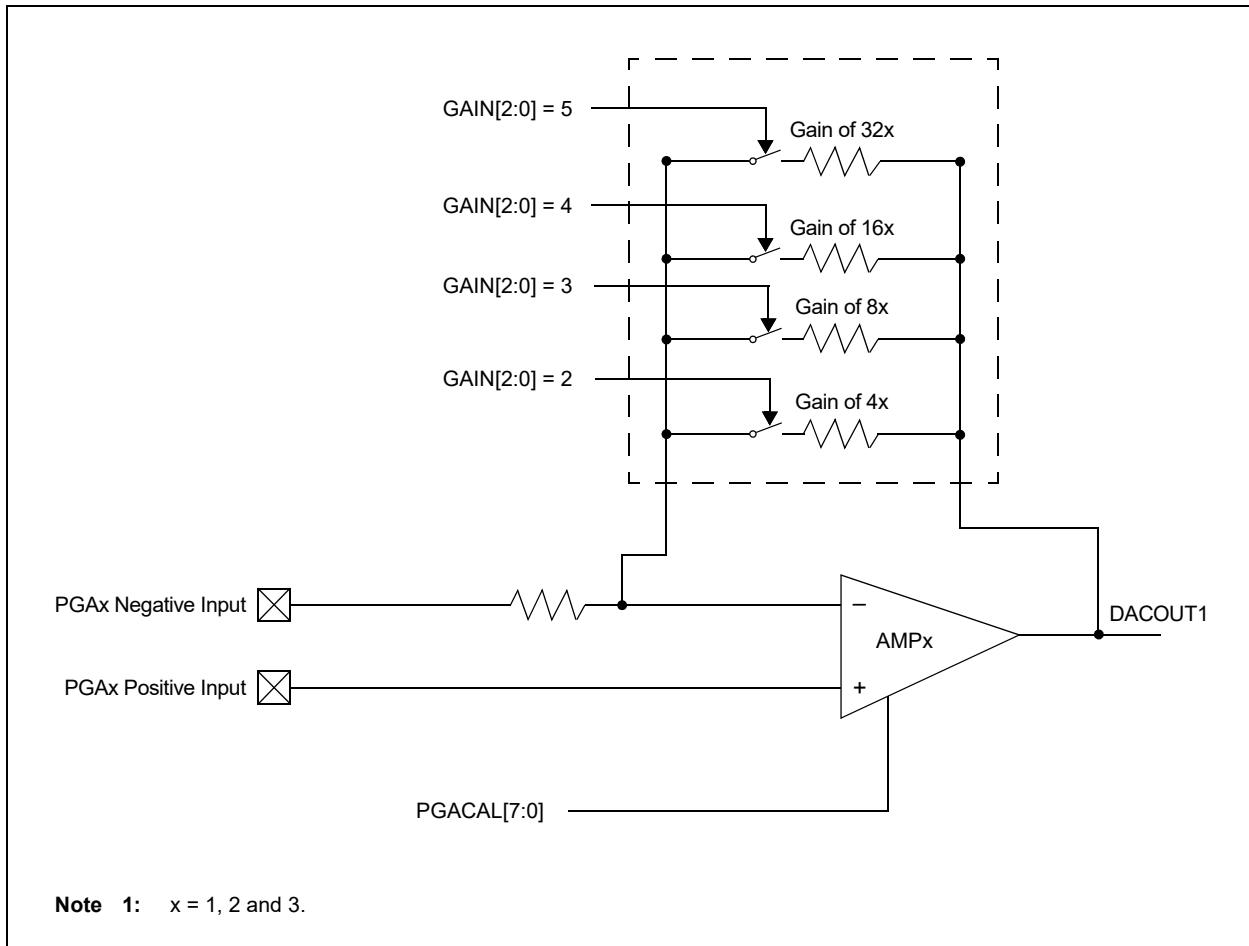 GAIN[2:0] = 5
Gain of 32x
GAIN[2:0] = 4
Gain of 16x
GAIN[2:0] = 3
Gain of 8x
GAIN[2:0] = 2
Gain of 4x
PGAx Negative Input
–
DACOUT1
AMPx
PGAx Positive Input
+
PGACAL[7:0]
Note 1: x = 1, 2 and 3.